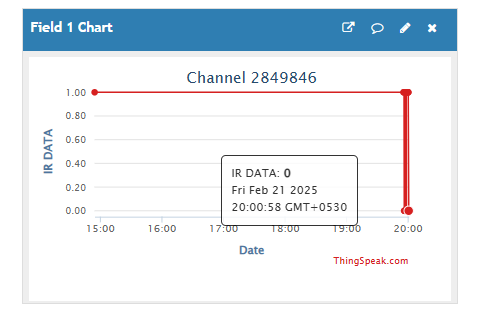 Field 1 Chart
Channel 2849846
IR DATA
1.00
0.80
0.60
0.40
0.20
0.00
IR DATA: 0
Fri Feb 21 2025
20:00:58 GMT+0530
15:00 16:00 17:00 18:00 19:00 20:00
Date
ThingSpeak.com